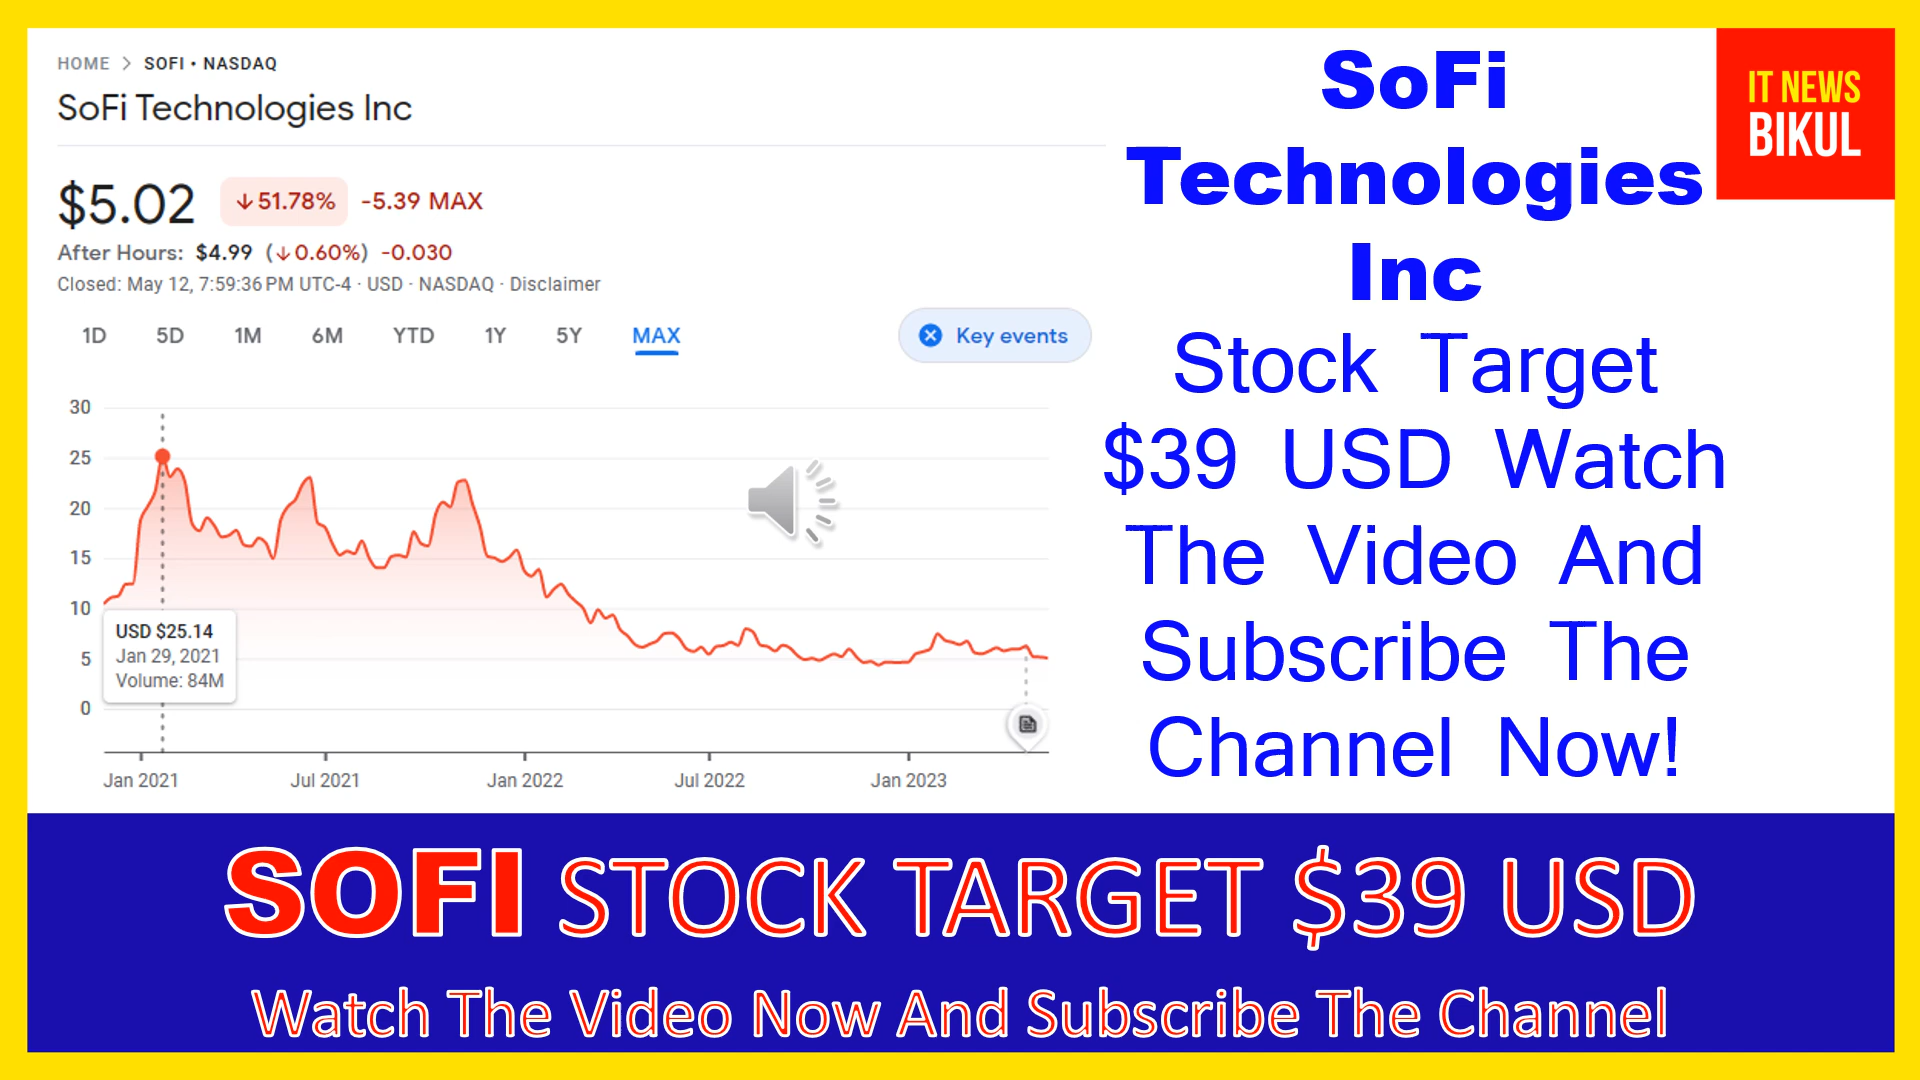 HOME > SOFI • NASDAQ
SoFi Technologies Inc
$5.02 ↓51.78% -5.39 MAX
After Hours: $4.99 (↓0.60%) -0.030
Closed: May 12, 7:59:36 PM UTC-4 · USD · NASDAQ · Disclaimer
1D 5D 1M 6M YTD 1Y 5Y MAX
Key events
30
25
20
15
10
5
0
USD $25.14
Jan 29, 2021
Volume: 84M
Jan 2021 Jul 2021 Jan 2022 Jul 2022 Jan 2023
SoFi
Technologies
Inc
Stock Target
$39 USD Watch
The Video And
Subscribe The
Channel Now!
IT NEWS
BIKUL
SOFI STOCK TARGET $39 USD
Watch The Video Now And Subscribe The Channel